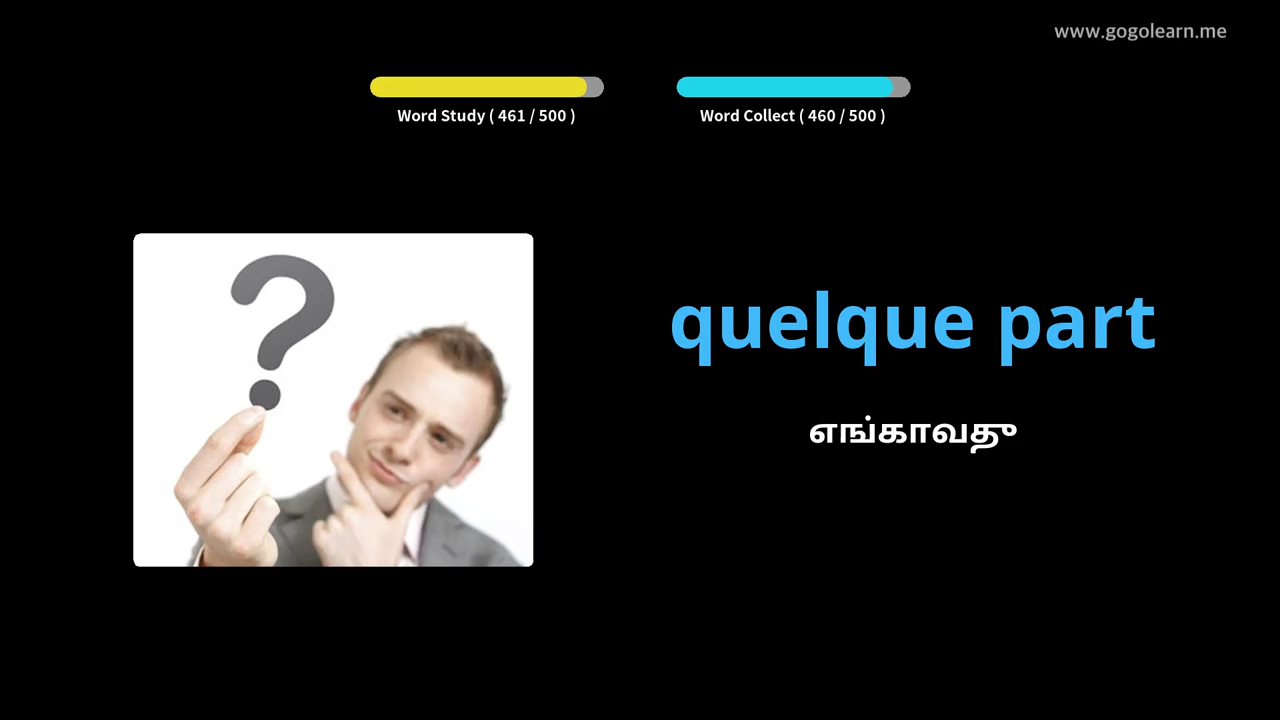 www.gogolearn.me
Word Study ( 461 / 500 )
Word Collect ( 460 / 500 )
quelque part
எங்காவது